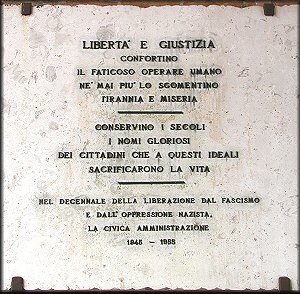 LIBERTA' E GIUSTIZIA
CONFORTINO
IL FATICOSO OPERARE UMANO
NE' MAI PIU' LO SGOMENTINO
TIRANNIA E MISERIA
CONSERVINO I SECOLI
I NOMI GLORIOSI
DEI CITTADINI CHE A QUESTI IDEALI
SACRIFICARONO LA VITA
NEL DECENNALE DELLA LIBERAZIONE DAL FASCISMO
E DALL'OPPRESSIONE NAZISTA,
LA CIVICA AMMINISTRAZIONE
1945 - 1955